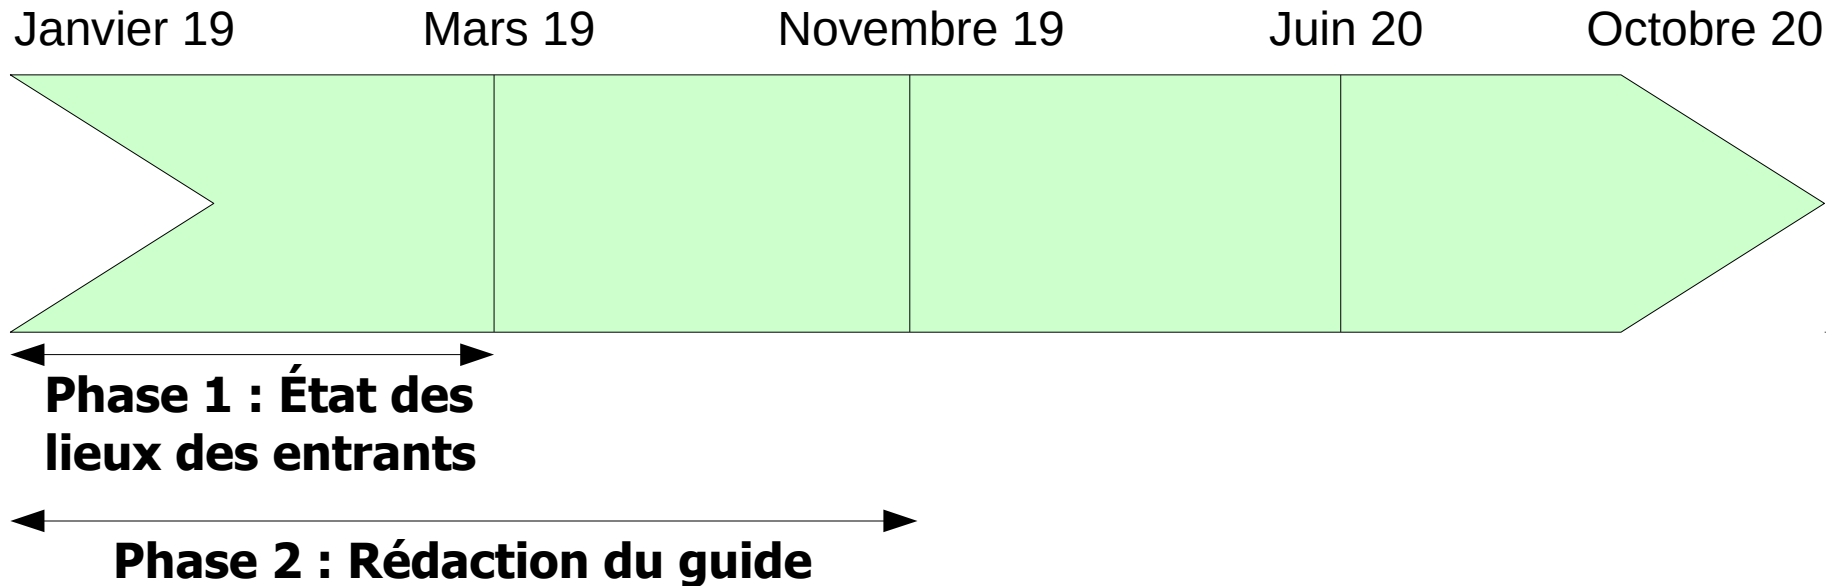 Janvier 19 Mars 19 Novembre 19 Juin 20 Octobre 20
Phase 1 : État des
lieux des entrants
Phase 2 : Rédaction du guide